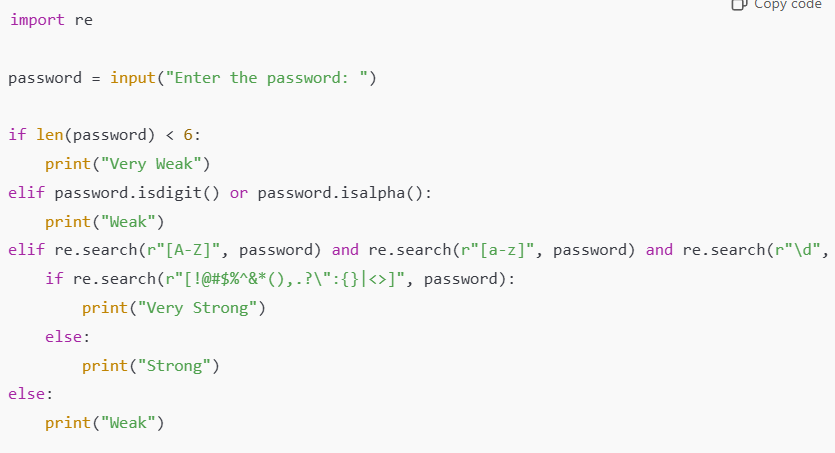 Copy code
import re

password = input("Enter the password: ")

if len(password) < 6:
    print("Very Weak")
elif password.isdigit() or password.isalpha():
    print("Weak")
elif re.search(r"[A-Z]", password) and re.search(r"[a-z]", password) and re.search(r"\d",
    if re.search(r"[!@#$%^&*(),.?\":{}|<>]", password):
        print("Very Strong")
    else:
        print("Strong")
else:
    print("Weak")